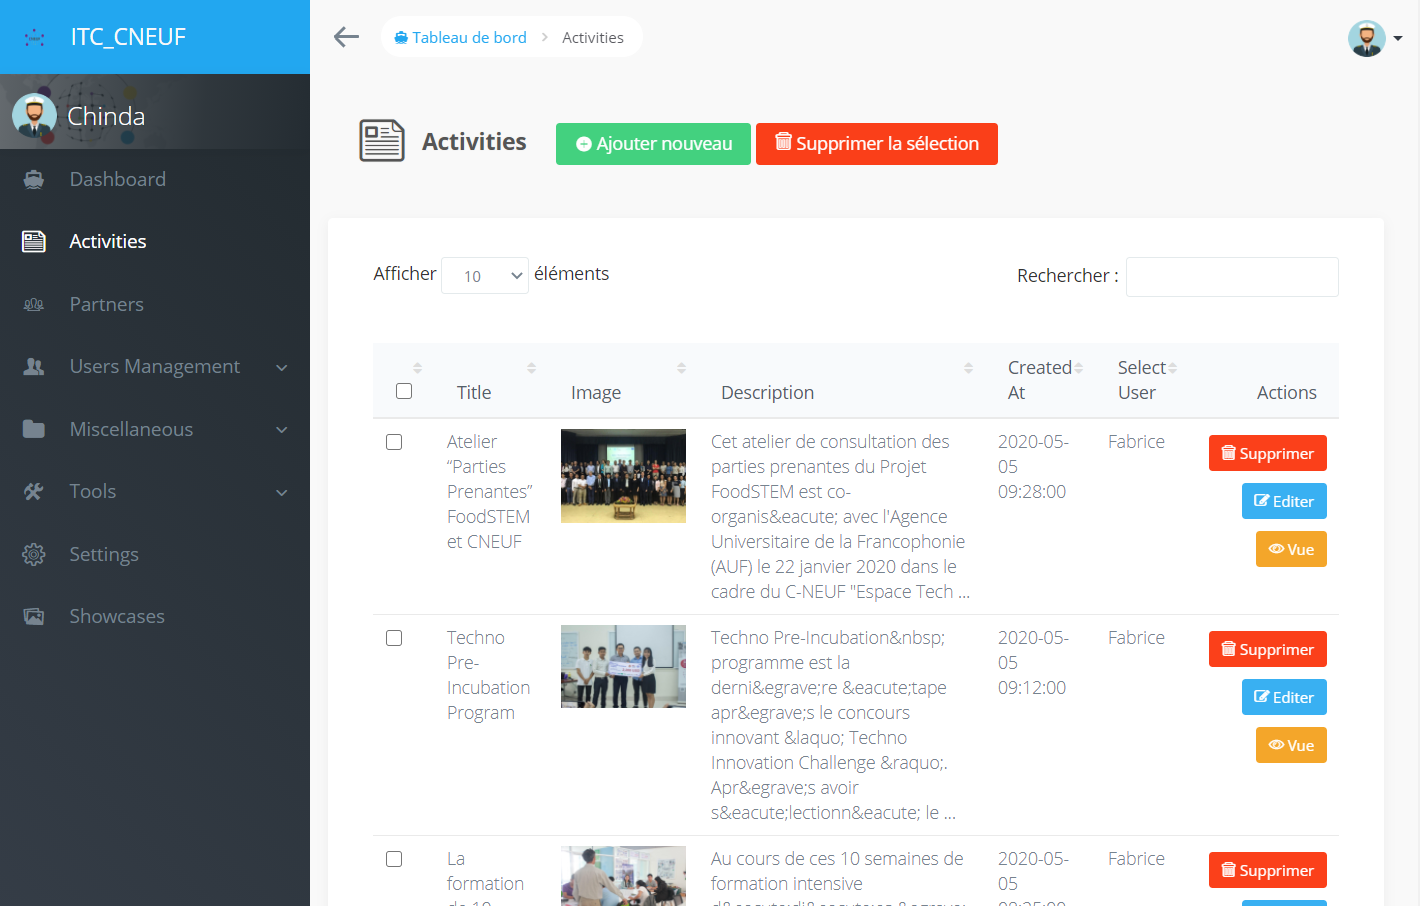 ITC_CNEUF
Tableau de bord
Activities
Chinda
Dashboard
Activities
Partners
Users Management
Miscellaneous
Tools
Settings
Showcases
Activities
Ajouter nouveau
Supprimer la sélection
Afficher 10 éléments
Rechercher :
Title
Image
Description
Created
At
Select
User
Actions
Atelier
“Parties
Prenantes”
FoodSTEM
et CNEUF
Cet atelier de consultation des
parties prenantes du Projet
FoodSTEM est co-
organis&eacute; avec l'Agence
Universitaire de la Francophonie
(AUF) le 22 janvier 2020 dans le
cadre du C-NEUF "Espace Tech ...
2020-05-
05
09:28:00
Fabrice
Supprimer
Editer
Vue
Techno
Pre-
Incubation
Program
Techno Pre-Incubation&nbsp;
programme est la
derni&egrave;re &eacute;tape
apr&egrave;s le concours
innovant &laquo; Techno
Innovation Challenge &raquo;.
Apr&egrave;s avoir
s&eacute;lectionn&eacute; le ...
2020-05-
05
09:12:00
Fabrice
Supprimer
Editer
Vue
La
formation
Au cours de ces 10 semaines de
formation intensive
2020-05-
05
Fabrice
Supprimer